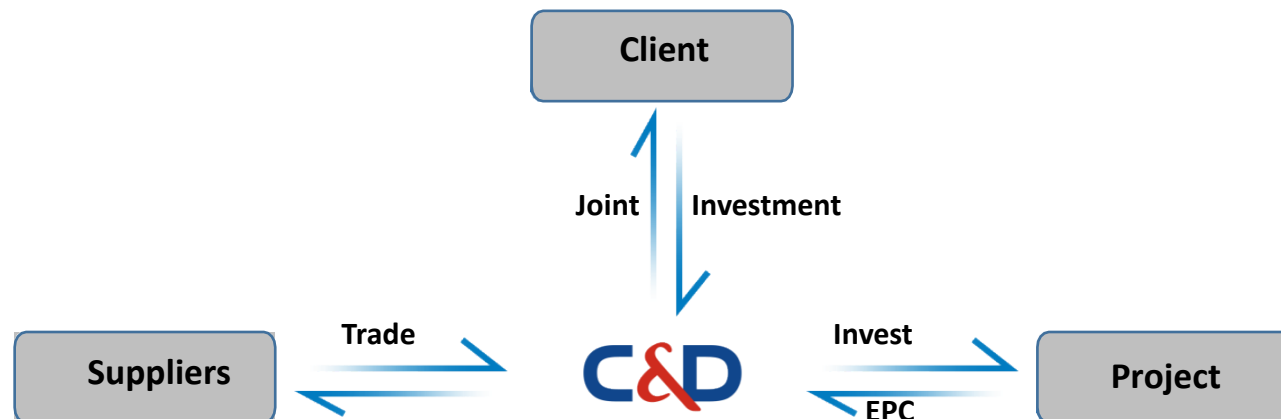 Client
Joint Investment
Trade
Invest
Suppliers
C&D
Project
EPC